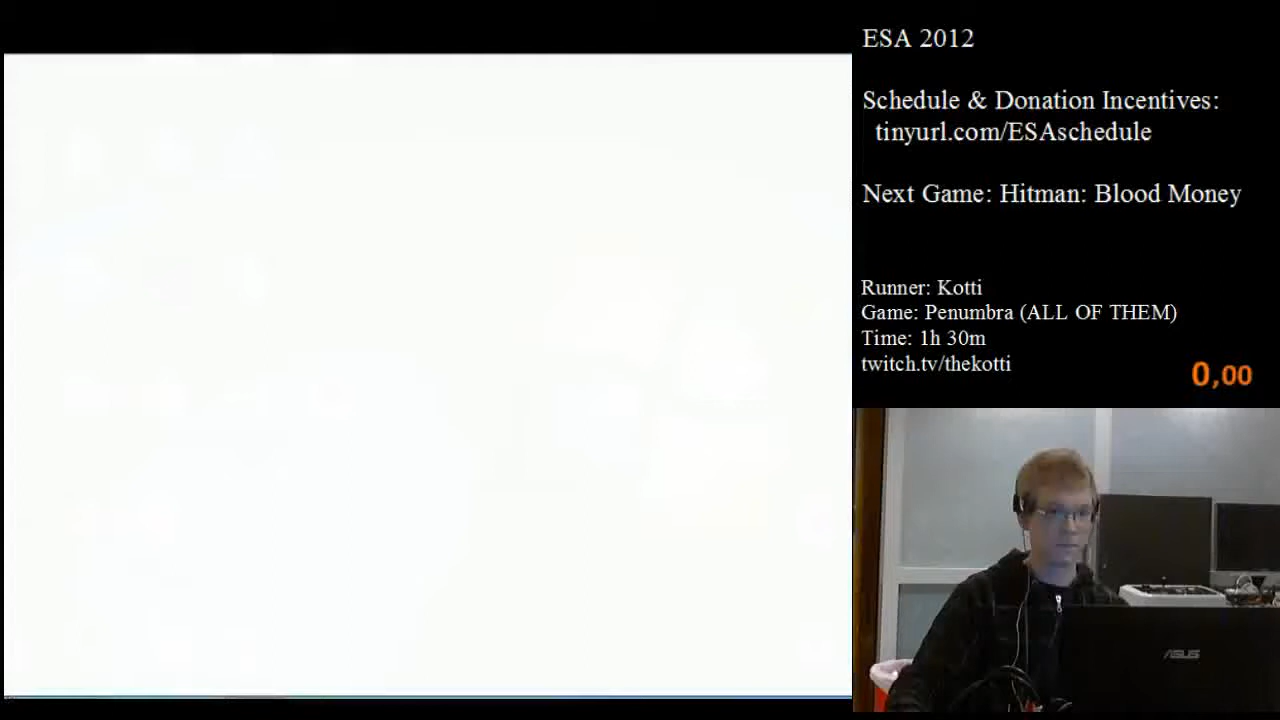 ESA 2012
Schedule & Donation Incentives:
tinyurl.com/ESAschedule
Next Game: Hitman: Blood Money
Runner: Kotti
Game: Penumbra (ALL OF THEM)
Time: 1h 30m
twitch.tv/thekotti
0,00
ASUS